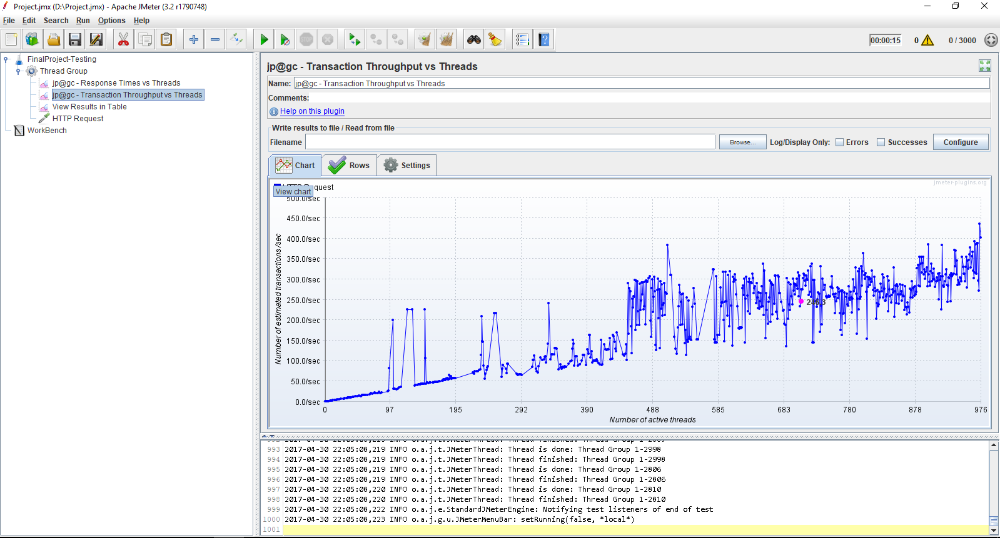 Project.jmx (D:\Project.jmx) - Apache JMeter (3.2 r1790748)
File Edit Search Run Options Help
STOP
00:00:15 0 0 / 3000
FinalProject-Testing
Thread Group
jp@gc - Response Times vs Threads
jp@gc - Transaction Throughput vs Threads
View Results in Table
HTTP Request
WorkBench
jp@gc - Transaction Throughput vs Threads
Name: jp@gc - Transaction Throughput vs Threads
Comments:
Help on this plugin
Write results to file / Read from file
Filename Browse... Log/Display Only: Errors Successes Configure
Chart Rows Settings
quest
jmeter-plugins.org
View chart
500.0/sec
450.0/sec
400.0/sec
350.0/sec
300.0/sec
250.0/sec
200.0/sec
150.0/sec
100.0/sec
50.0/sec
0.0/sec
Number of estimated transactions /sec
0 97 195 292 390 488 585 683 780 878 976
Number of active threads
993 2017-04-30 22:05:08,219 INFO o.a.j.t.JMeterThread: Thread is done: Thread Group 1-2998
994 2017-04-30 22:05:08,219 INFO o.a.j.t.JMeterThread: Thread finished: Thread Group 1-2998
995 2017-04-30 22:05:08,219 INFO o.a.j.t.JMeterThread: Thread is done: Thread Group 1-2806
996 2017-04-30 22:05:08,219 INFO o.a.j.t.JMeterThread: Thread finished: Thread Group 1-2806
997 2017-04-30 22:05:08,220 INFO o.a.j.t.JMeterThread: Thread is done: Thread Group 1-2810
998 2017-04-30 22:05:08,220 INFO o.a.j.t.JMeterThread: Thread finished: Thread Group 1-2810
999 2017-04-30 22:05:08,222 INFO o.a.j.e.StandardJMeterEngine: Notifying test listeners of end of test
1000 2017-04-30 22:05:08,223 INFO o.a.j.g.u.JMeterMenuBar: setRunning(false, *local*)
1001